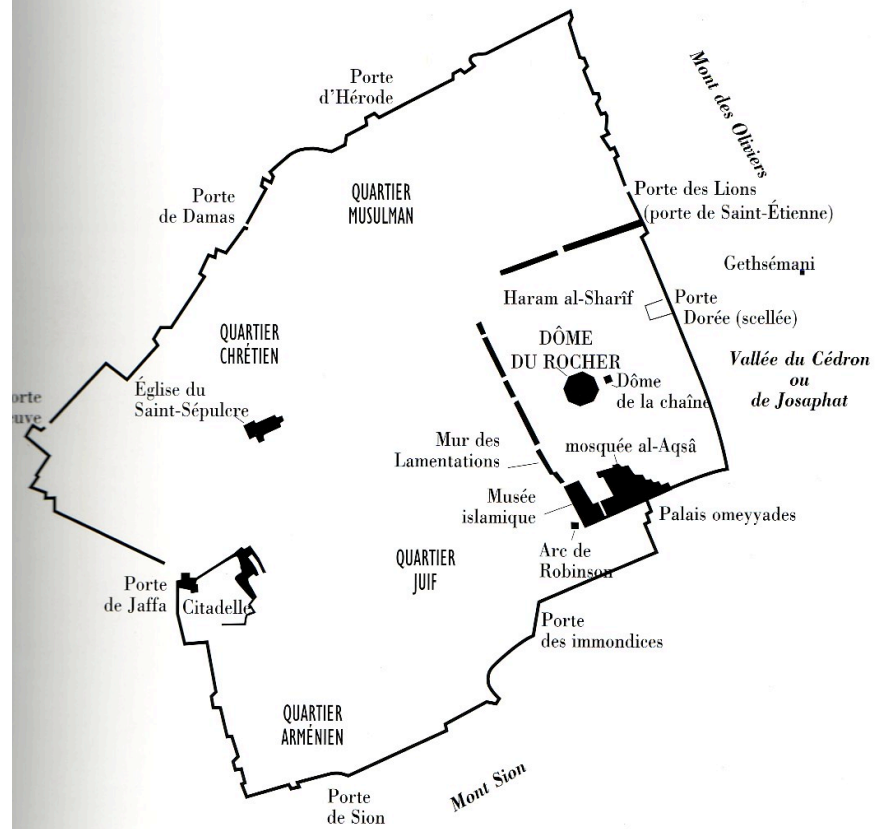 Mont des Oliviers
Porte
d'Hérode
Porte
de Damas
QUARTIER
MUSULMAN
Porte des Lions
(porte de Saint-Étienne)
Gethsémani
Haram al-Sharîf
Porte
Dorée (scellée)
QUARTIER
CHRÉTIEN
DÔME
DU ROCHER
Vallée du Cédron
ou
de Josaphat
Dôme
de la chaîne
Église du
Saint-Sépulcre
Mur des
Lamentations
mosquée al-Aqsâ
Musée
islamique
Palais omeyyades
Arc de
Robinson
QUARTIER
JUIF
Porte
de Jaffa
Citadelle
Porte
des immondices
QUARTIER
ARMÉNIEN
Porte
de Sion
Mont Sion